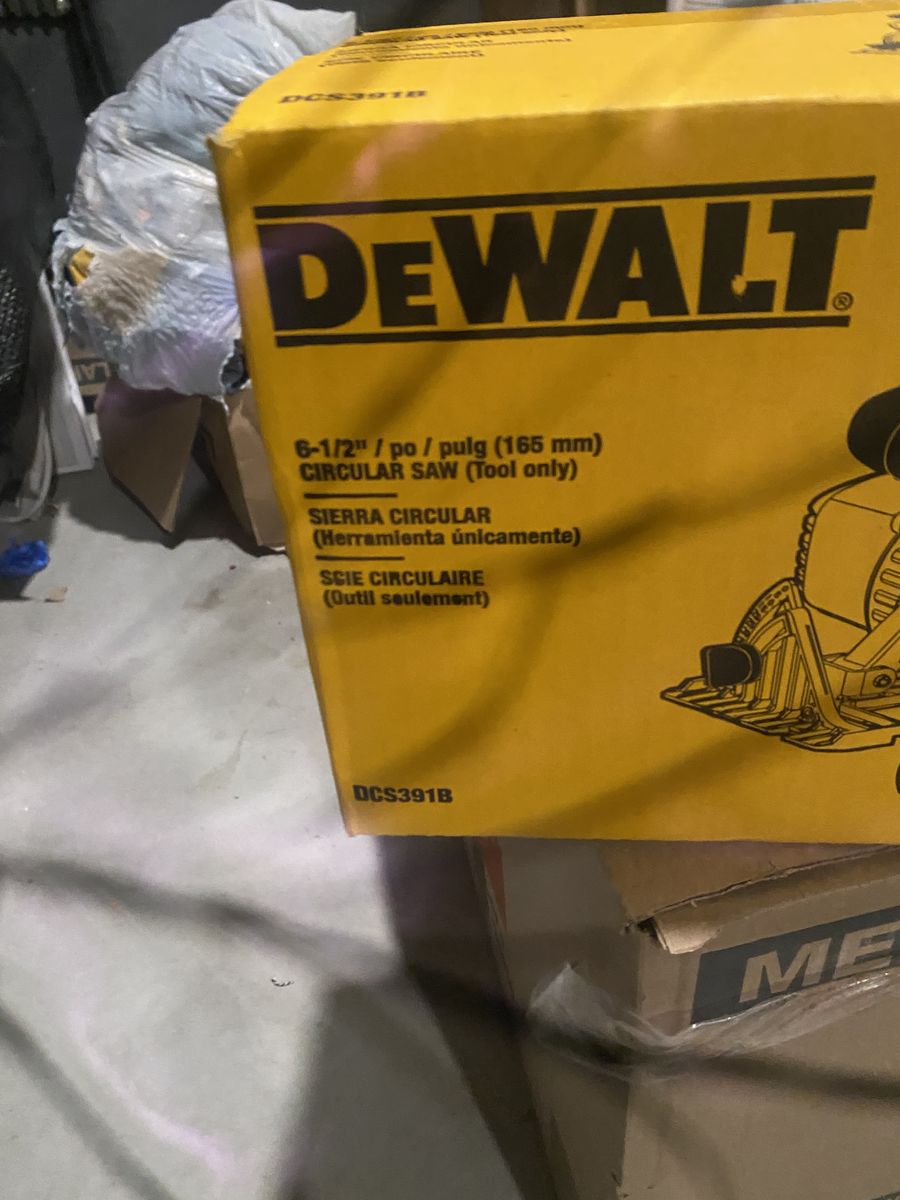 DCS391B
DEWALT®
6-1/2" / po / pulg (165 mm)
CIRCULAR SAW (Tool only)
SIERRA CIRCULAR
(Herramienta únicamente)
SCIE CIRCULAIRE
(Outil seulement)
DCS391B
ME